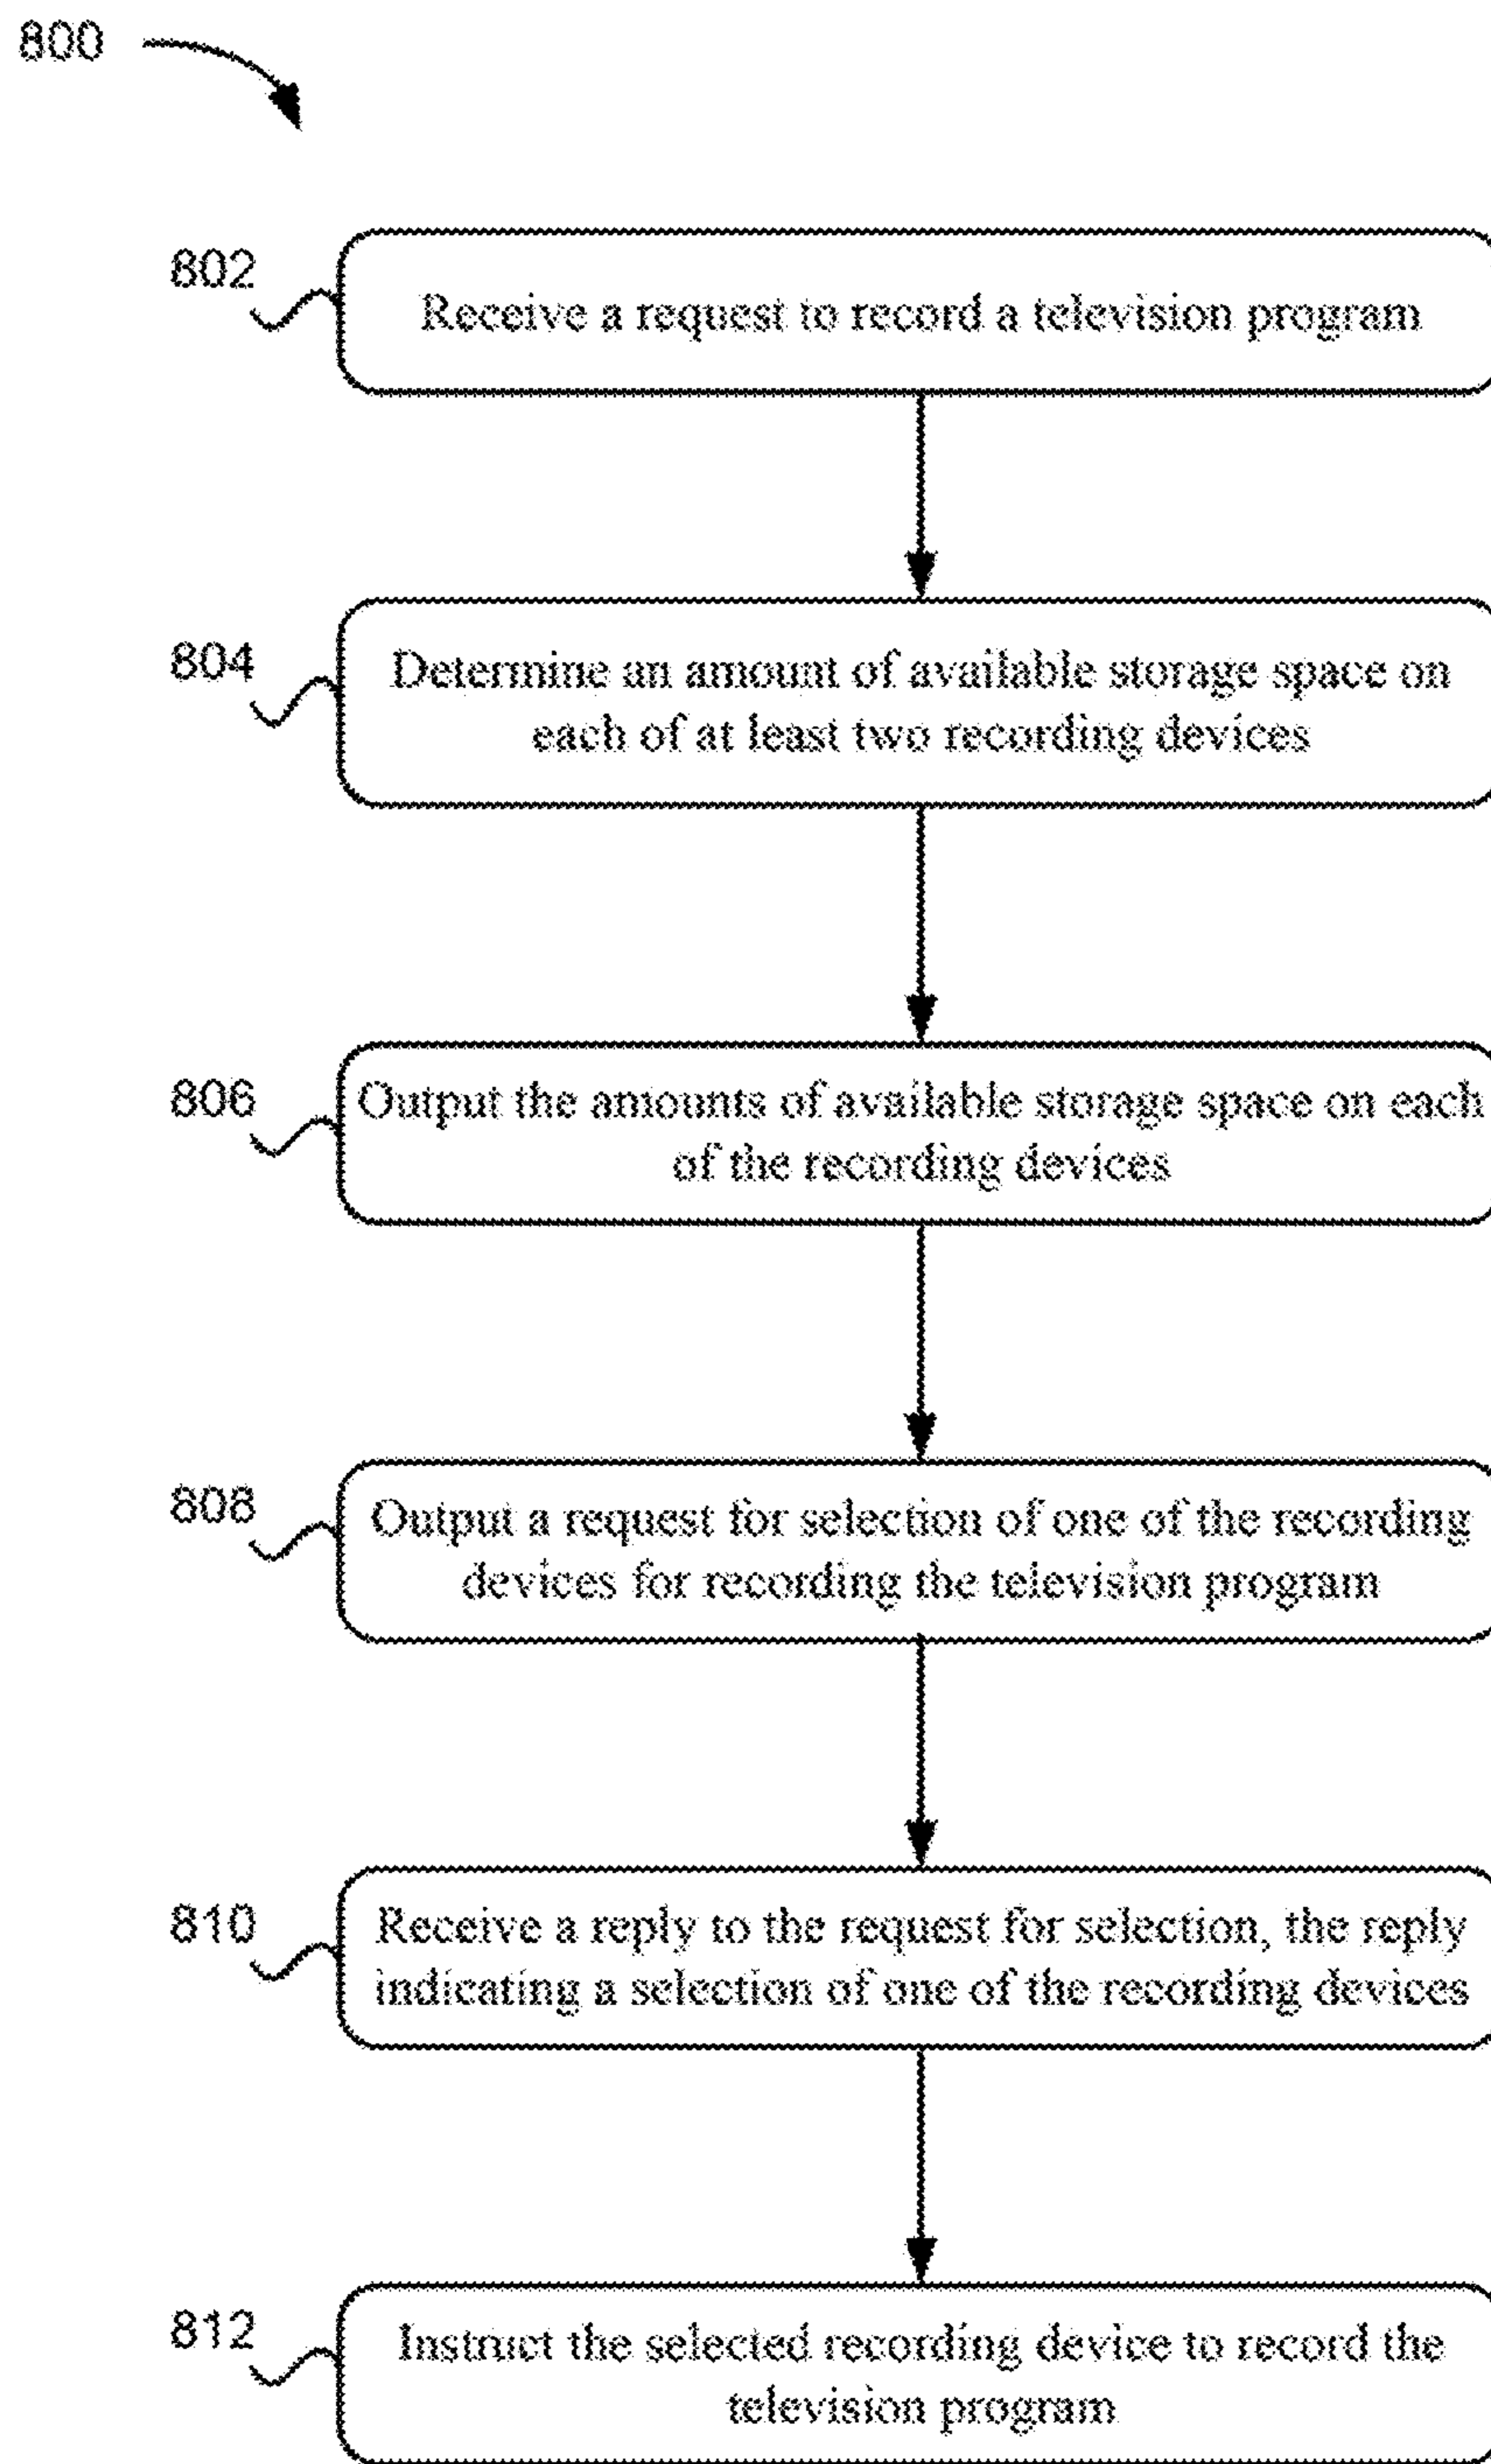 800
802
Receive a request to record a television program
804
Determine an amount of available storage space on
each of at least two recording devices
806
Output the amounts of available storage space on each
of the recording devices
808
Output a request for selection of one of the recording
devices for recording the television program
810
Receive a reply to the request for selection, the reply
indicating a selection of one of the recording devices
812
Instruct the selected recording device to record the
television program